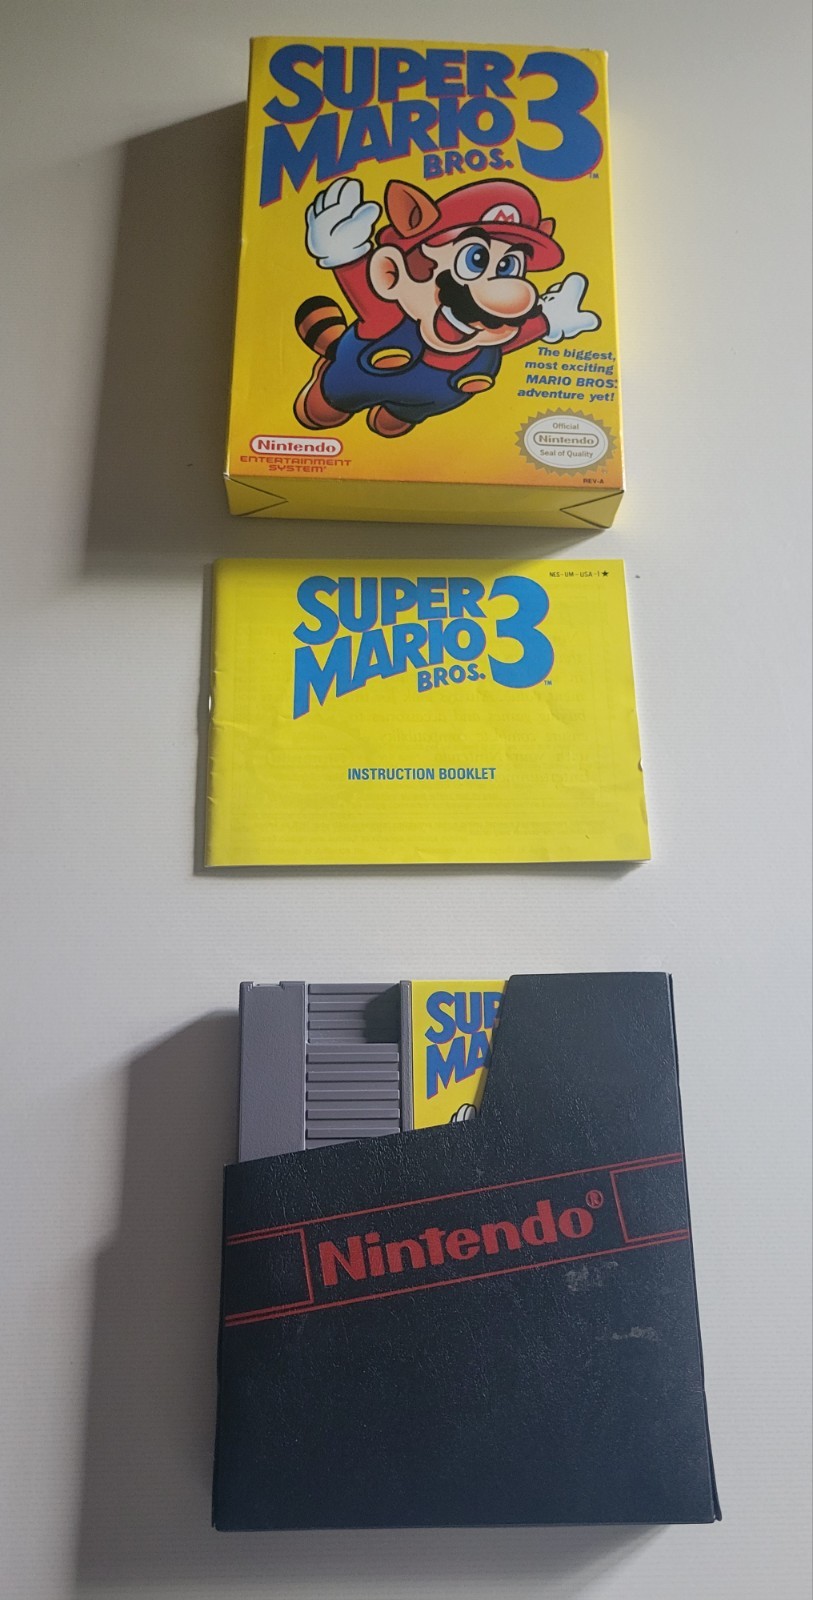 SUPER
MARIO
BROS. 3
TM
M
The biggest,
most exciting
MARIO BROS.
adventure yet!
Nintendo
ENTERTAINMENT
SYSTEM
Official
Nintendo
Seal of Quality
REV-A
NES-UM-USA-1★
SUPER
MARIO
BROS. 3
TM
INSTRUCTION BOOKLET
SUP
MA
Nintendo®